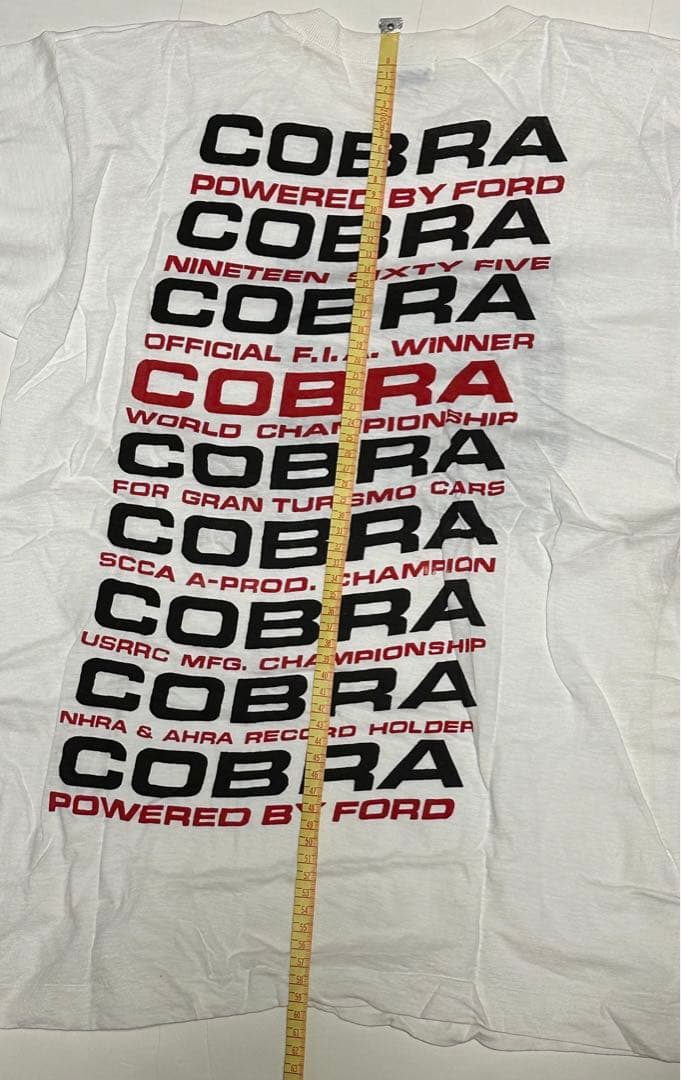 COBRA
POWERED BY FORD
COBRA
NINETEEN SIXTY FIVE
COBRA
OFFICIAL F.I.A. WINNER
COBRA
WORLD CHAMPIONSHIP
COBRA
FOR GRAN TURISMO CARS
COBRA
SCCA A-PROD. CHAMPION
COBRA
USRRC MFG. CHAMPIONSHIP
COBRA
NHRA & AHRA RECORD HOLDER
COBRA
POWERED BY FORD